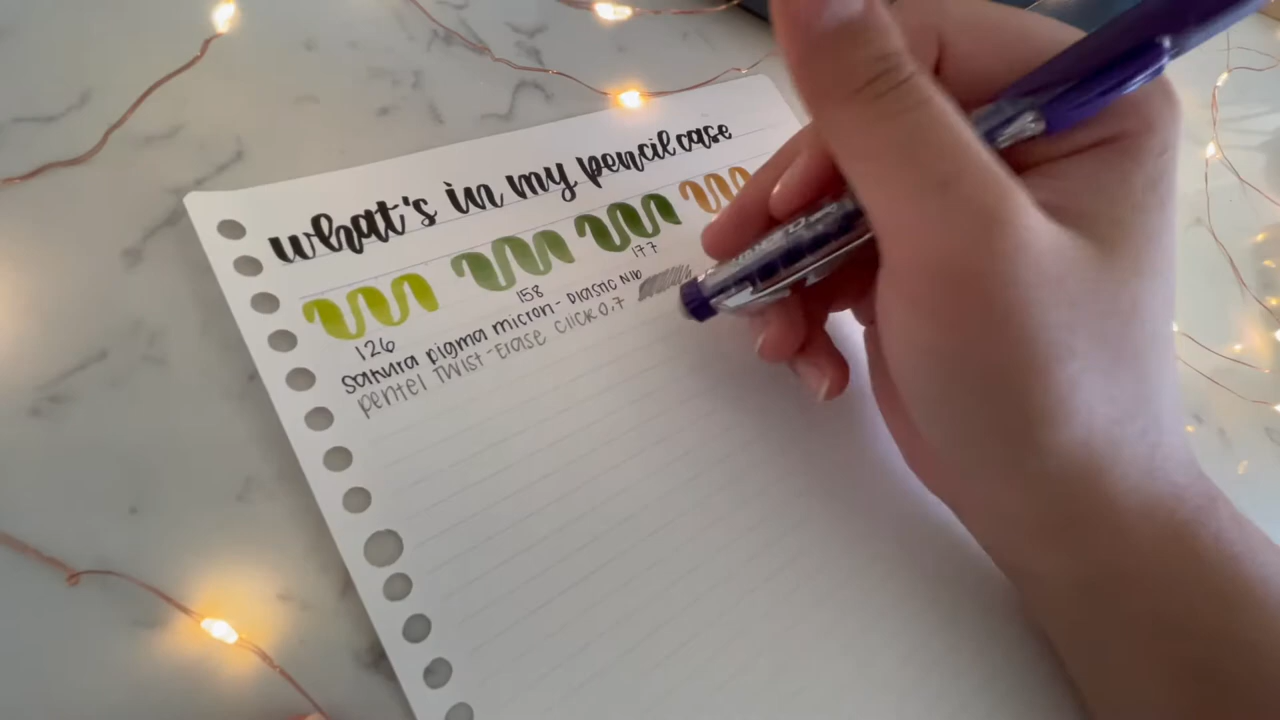 what's in my pencil case
126
158
177
sakura pigma micron - plastic nib
pentel Twist-Erase click 0.7